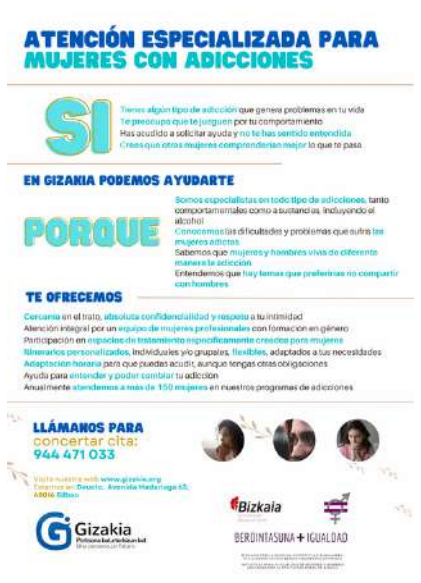 ATENCIÓN ESPECIALIZADA PARA
MUJERES CON ADICCIONES
SI
Tienes algún tipo de adicción que genera problemas en tu vida
Te preocupa que te juzguen por tu comportamiento
Has acudido a solicitar ayuda y no te has sentido entendida
Crees que otras mujeres comprenderían mejor lo que te pasa
EN GIZAKIA PODEMOS AYUDARTE
PORQUE
Somos especialistas en todo tipo de adicciones, tanto
comportamentales como a sustancias, incluyendo el
alcohol
Conocemos las dificultades y problemas que sufrís las
mujeres adictas
Sabemos que mujeres y hombres vivís de diferente
manera la adicción
Entendemos que hay temas que preferirías no compartir
con hombres
TE OFRECEMOS
Cercanía en el trato, absoluta confidencialidad y respeto a tu intimidad
Atención integral por un equipo de mujeres profesionales con formación en género
Participación en espacios de tratamiento específicamente creados para mujeres
Itinerarios personalizados, individuales y/o grupales, flexibles, adaptados a tus necesidades
Adaptación horaria para que puedas acudir, aunque tengas otras obligaciones
Ayuda para entender y poder cambiar tu adicción
Anualmente atendemos a más de 150 mujeres en nuestros programas de adicciones
LLÁMANOS PARA
concertar cita:
944 471 033
Visita nuestra web www.gizakia.org
Estamos en Deusto, Avenida Madariaga 63,
48014 Bilbao
Gizakia
Bizkaia
BERDINTASUNA + IGUALDAD